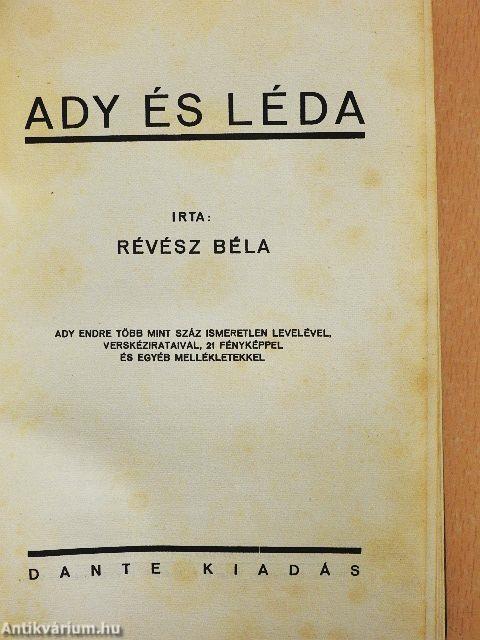 ADY ÉS LÉDA
IRTA:
RÉVÉSZ BÉLA
ADY ENDRE TÖBB MINT SZÁZ ISMERETLEN LEVELÉVEL,
VERSKÉZIRATAIVAL, 21 FÉNYKÉPPEL
ÉS EGYÉB MELLÉKLETEKKEL
DANTE KIADÁS
Antikvárium.hu